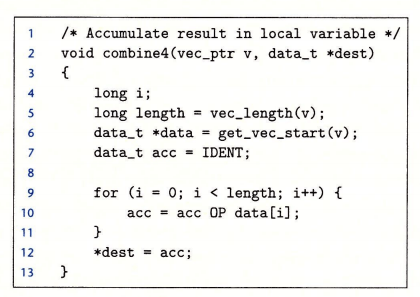 1 /* Accumulate result in local variable */
2 void combine4(vec_ptr v, data_t *dest)
3 {
4     long i;
5     long length = vec_length(v);
6     data_t *data = get_vec_start(v);
7     data_t acc = IDENT;
8
9     for (i = 0; i < length; i++) {
10         acc = acc OP data[i];
11     }
12     *dest = acc;
13 }